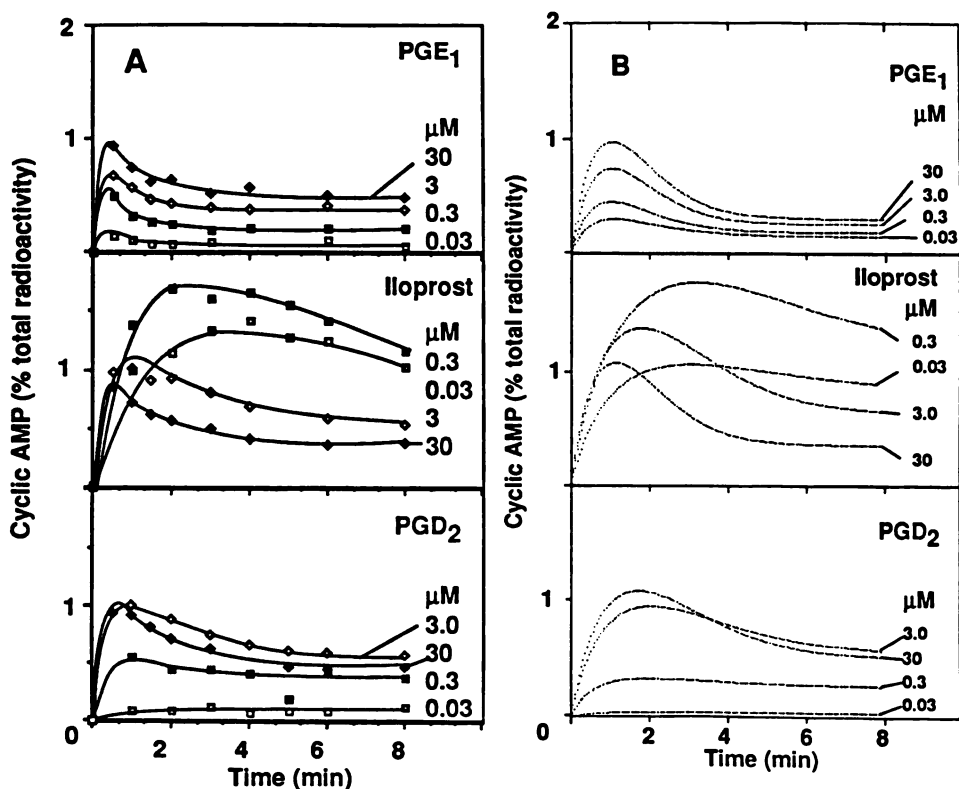 A
B
Cyclic AMP (% total radioactivity)
2
1
PGE1
μM
30
3
0.3
0.03
1
Iloprost
μM
0.3
0.03
3
30
1
PGD2
μM
3.0
30
0.3
0.03
0
2
4
6
8
Time (min)
Cyclic AMP (% total radioactivity)
2
1
PGE1
μM
30
3.0
0.3
0.03
1
Iloprost
μM
0.3
0.03
3.0
30
1
PGD2
μM
3.0
30
0.3
0.03
0
2
4
6
8
Time (min)